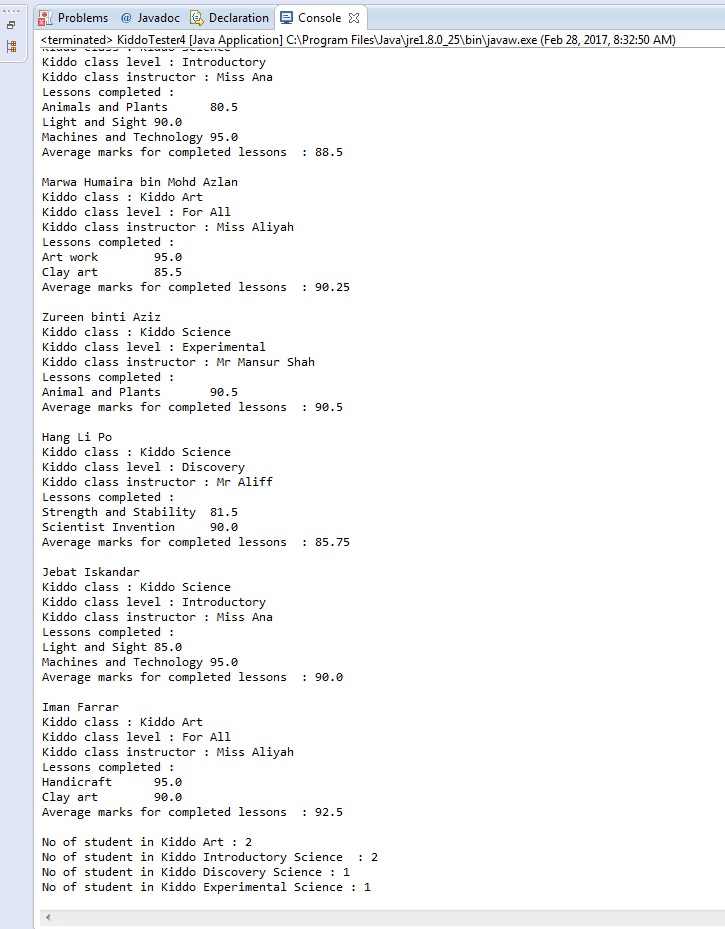 Problems @ Javadoc Declaration Console
<terminated> KiddoTester4 [Java Application] C:\Program Files\Java\jre1.8.0_25\bin\javaw.exe (Feb 28, 2017, 8:32:50 AM)
Kiddo class : Kiddo Science
Kiddo class level : Introductory
Kiddo class instructor : Miss Ana
Lessons completed :
Animals and Plants 80.5
Light and Sight 90.0
Machines and Technology 95.0
Average marks for completed lessons : 88.5
Marwa Humaira bin Mohd Azlan
Kiddo class : Kiddo Art
Kiddo class level : For All
Kiddo class instructor : Miss Aliyah
Lessons completed :
Art work 95.0
Clay art 85.5
Average marks for completed lessons : 90.25
Zureen binti Aziz
Kiddo class : Kiddo Science
Kiddo class level : Experimental
Kiddo class instructor : Mr Mansur Shah
Lessons completed :
Animal and Plants 90.5
Average marks for completed lessons : 90.5
Hang Li Po
Kiddo class : Kiddo Science
Kiddo class level : Discovery
Kiddo class instructor : Mr Aliff
Lessons completed :
Strength and Stability 81.5
Scientist Invention 90.0
Average marks for completed lessons : 85.75
Jebat Iskandar
Kiddo class : Kiddo Science
Kiddo class level : Introductory
Kiddo class instructor : Miss Ana
Lessons completed :
Light and Sight 85.0
Machines and Technology 95.0
Average marks for completed lessons : 90.0
Iman Farrar
Kiddo class : Kiddo Art
Kiddo class level : For All
Kiddo class instructor : Miss Aliyah
Lessons completed :
Handicraft 95.0
Clay art 90.0
Average marks for completed lessons : 92.5
No of student in Kiddo Art : 2
No of student in Kiddo Introductory Science : 2
No of student in Kiddo Discovery Science : 1
No of student in Kiddo Experimental Science : 1